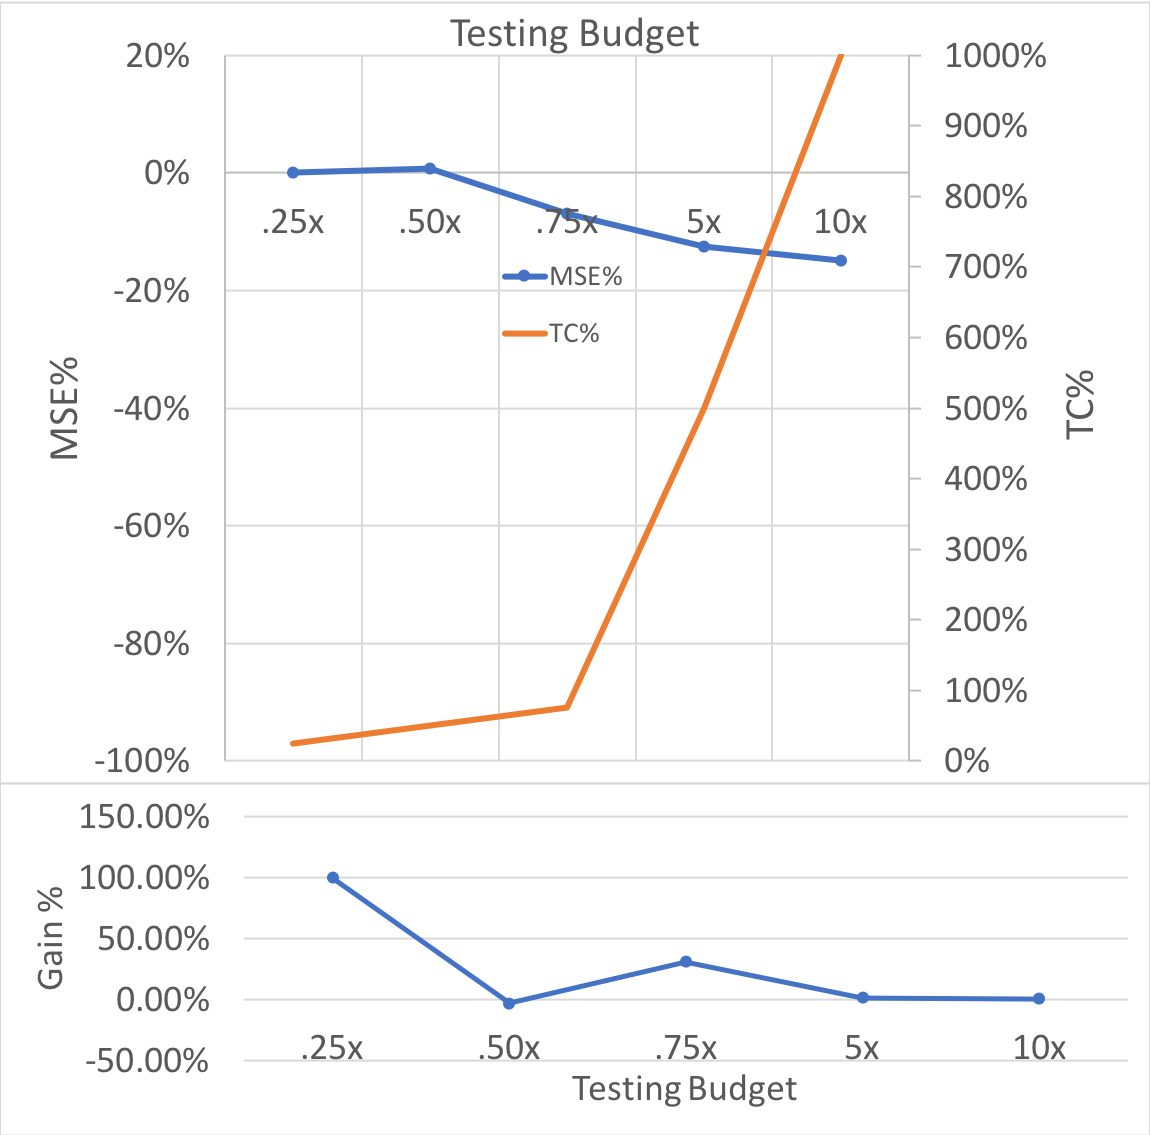 Testing Budget
20%
0%
-20%
-40%
-60%
-80%
-100%
MSE%
1000%
900%
800%
700%
600%
500%
400%
300%
200%
100%
0%
TC%
.25x .50x .75x 5x 10x
MSE%
TC%
150.00%
100.00%
50.00%
0.00%
-50.00%
Gain %
.25x .50x .75x 5x 10x
Testing Budget